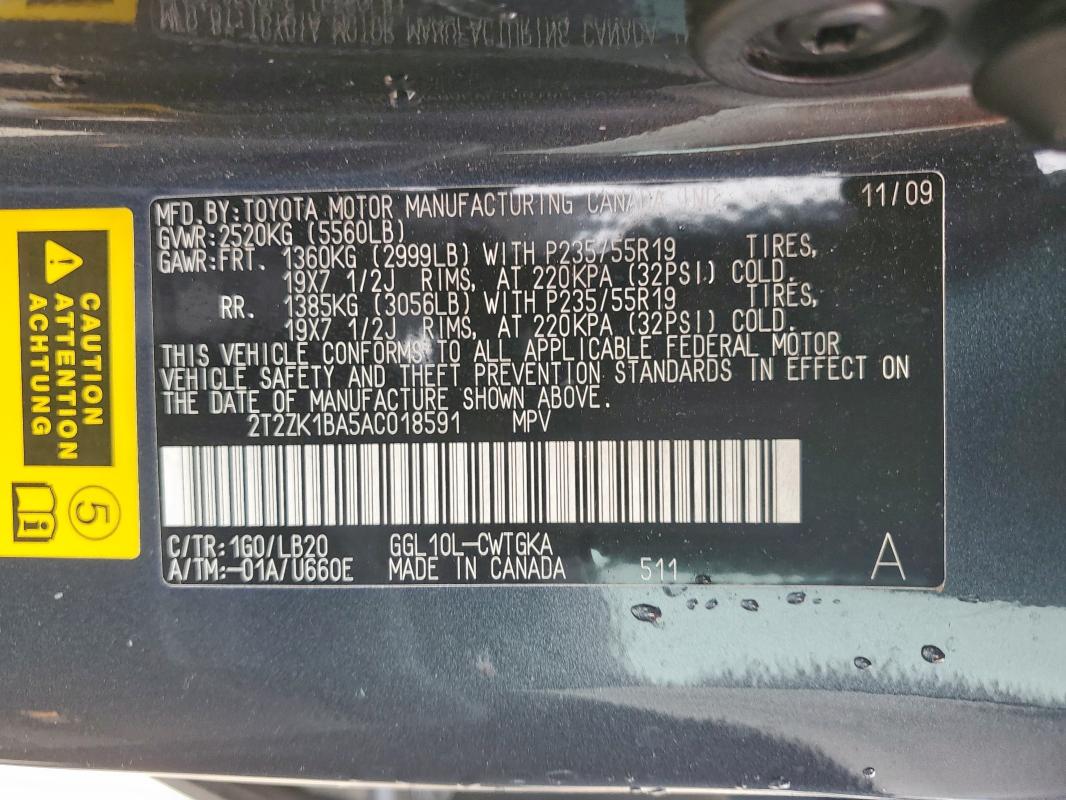 MFD.BY:TOYOTA MOTOR MANUFACTURING CANADA INC. 11/09
GVWR:2520KG (5560LB)
GAWR:FRT. 1360KG (2999LB) WITH P235/55R19 TIRES,
19X7 1/2J RIMS, AT 220KPA (32PSI) COLD.
RR. 1385KG (3056LB) WITH P235/55R19 TIRES,
19X7 1/2J RIMS, AT 220KPA (32PSI) COLD.
THIS VEHICLE CONFORMS TO ALL APPLICABLE FEDERAL MOTOR
VEHICLE SAFETY AND THEFT PREVENTION STANDARDS IN EFFECT ON
THE DATE OF MANUFACTURE SHOWN ABOVE.
2T2ZK1BA5AC018591 MPV
C/TR:1G0/LB20 GGL10L-CWTGKA
A/TM:-01A/U660E MADE IN CANADA 511 A
CAUTION
ATTENTION
ACHTUNG
5